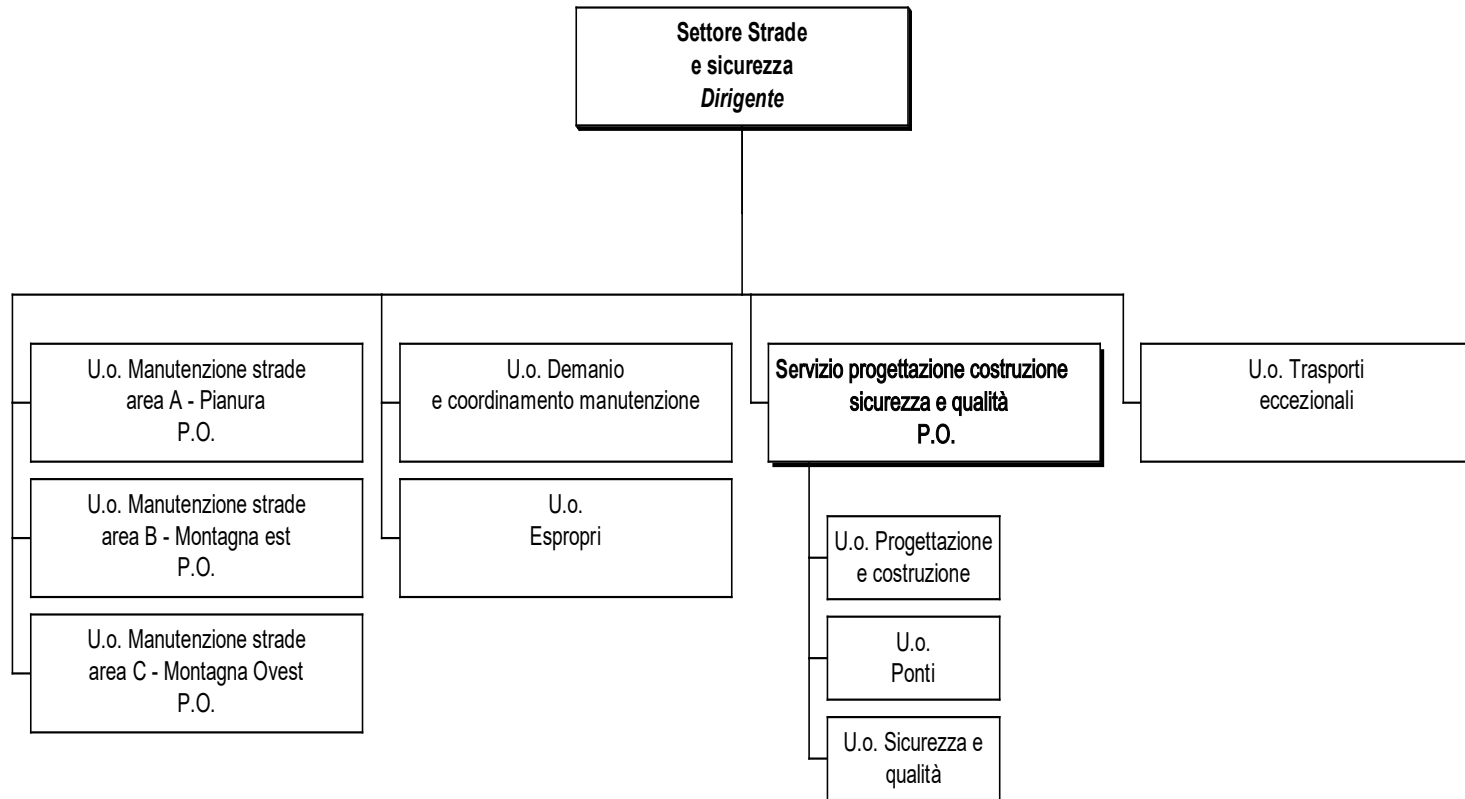 Settore Strade
e sicurezza
Dirigente
U.o. Manutenzione strade
area A - Pianura
P.O.
U.o. Manutenzione strade
area B - Montagna est
P.O.
U.o. Manutenzione strade
area C - Montagna Ovest
P.O.
U.o. Demanio
e coordinamento manutenzione
U.o.
Espropri
Servizio progettazione costruzione
sicurezza e qualità
P.O.
U.o. Progettazione
e costruzione
U.o.
Ponti
U.o. Sicurezza e
qualità
U.o. Trasporti
eccezionali